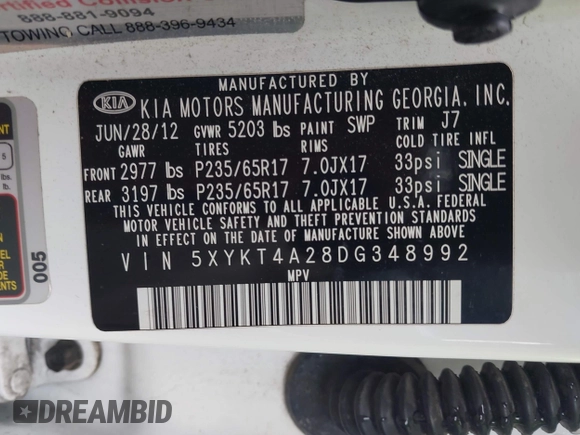 888-881-9094
TOWING CALL 888-396-9434
MANUFACTURED BY
KIA
KIA MOTORS MANUFACTURING GEORGIA, INC.
JUN/28/12 GVWR 5203 lbs PAINT SWP TRIM J7
GAWR TIRES RIMS COLD TIRE INFL
FRONT 2977 lbs P235/65R17 7.0JX17 33psi SINGLE
REAR 3197 lbs P235/65R17 7.0JX17 33psi SINGLE
THIS VEHICLE CONFORMS TO ALL APPLICABLE U.S.A. FEDERAL
MOTOR VEHICLE SAFETY AND THEFT PREVENTION STANDARDS
IN EFFECT ON THE DATE OF MANUFACTURE SHOWN ABOVE.
VIN 5XYKT4A28DG348992
MPV
5
lbs.
lb.
005
DREAMBID